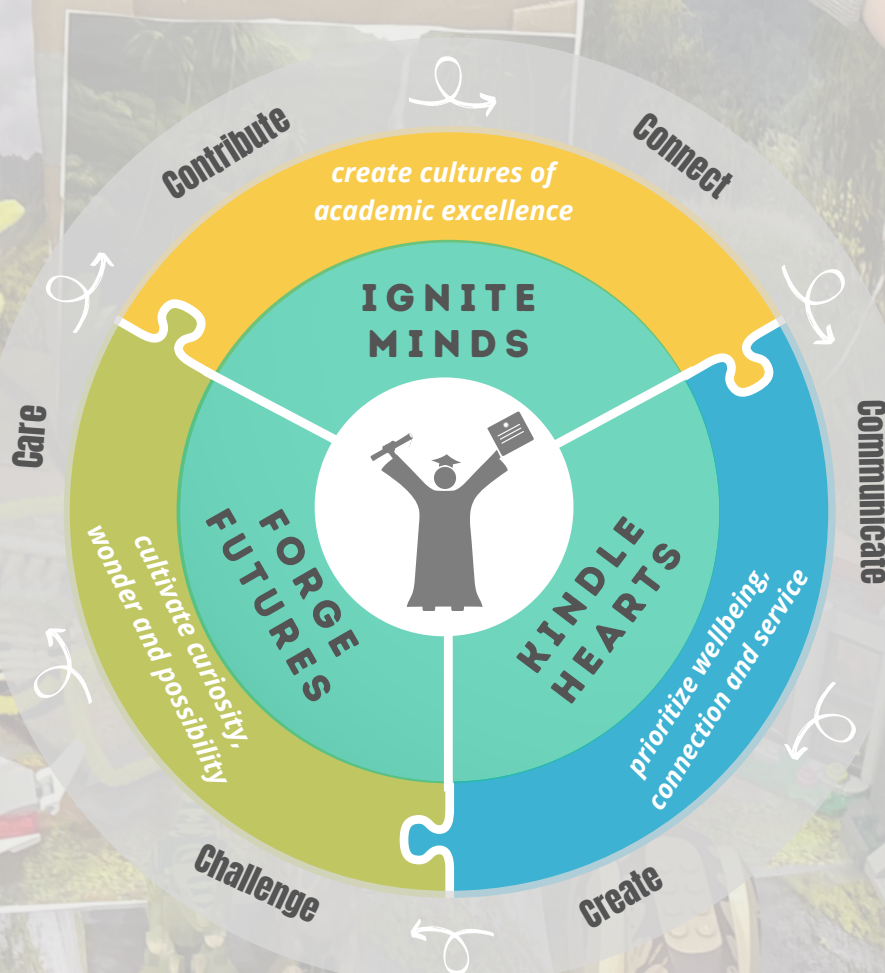 Contribute
Connect
create cultures of
academic excellence
IGNITE
MINDS
Care
Communicate
FORGE
FUTURES
cultivate curiosity,
wonder and possibility
KINDLE
HEARTS
prioritize wellbeing,
connection and service
Challenge
Create